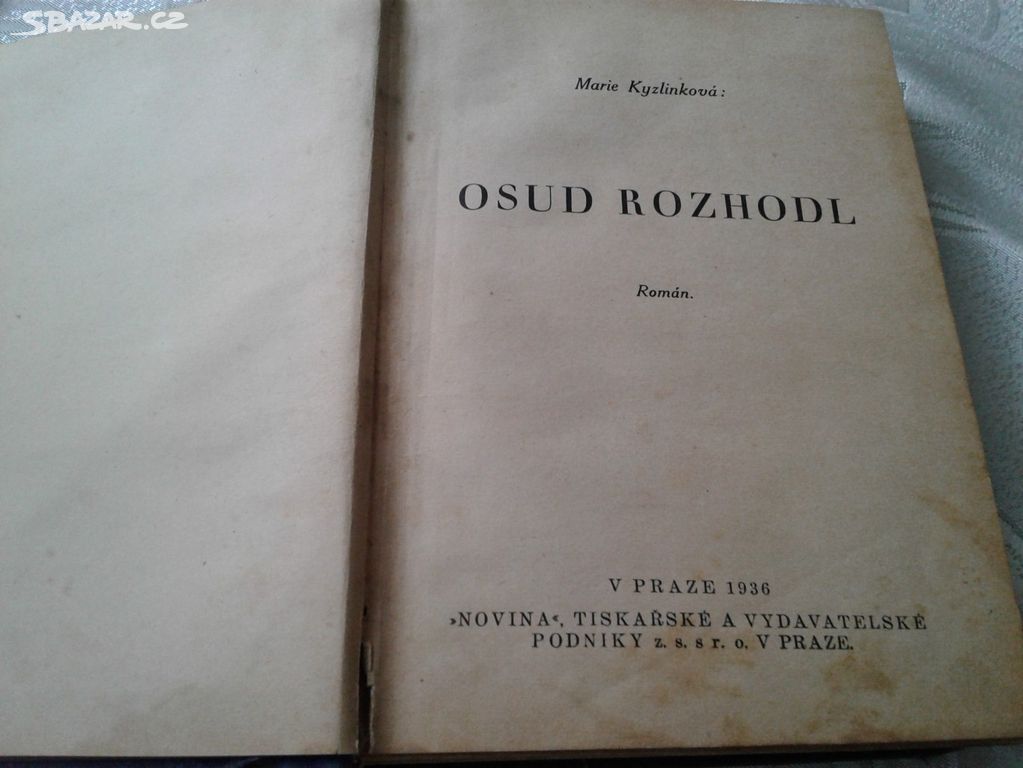 SBAZAR.CZ
Marie Kyzlinková:
OSUD ROZHODL
Román.
V PRAZE 1936
»NOVINA«, TISKAŘSKÉ A VYDAVATELSKÉ
PODNIKY z. s. s r. o. V PRAZE.